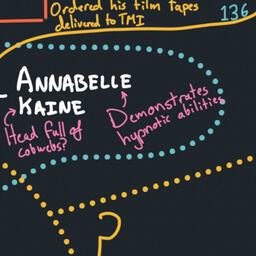 Ordered his film tapes
delivered to TMI
136
ANNABELLE
KAINE
Demonstrates
hypnotic abilities
Head full of
cobwebs?
?